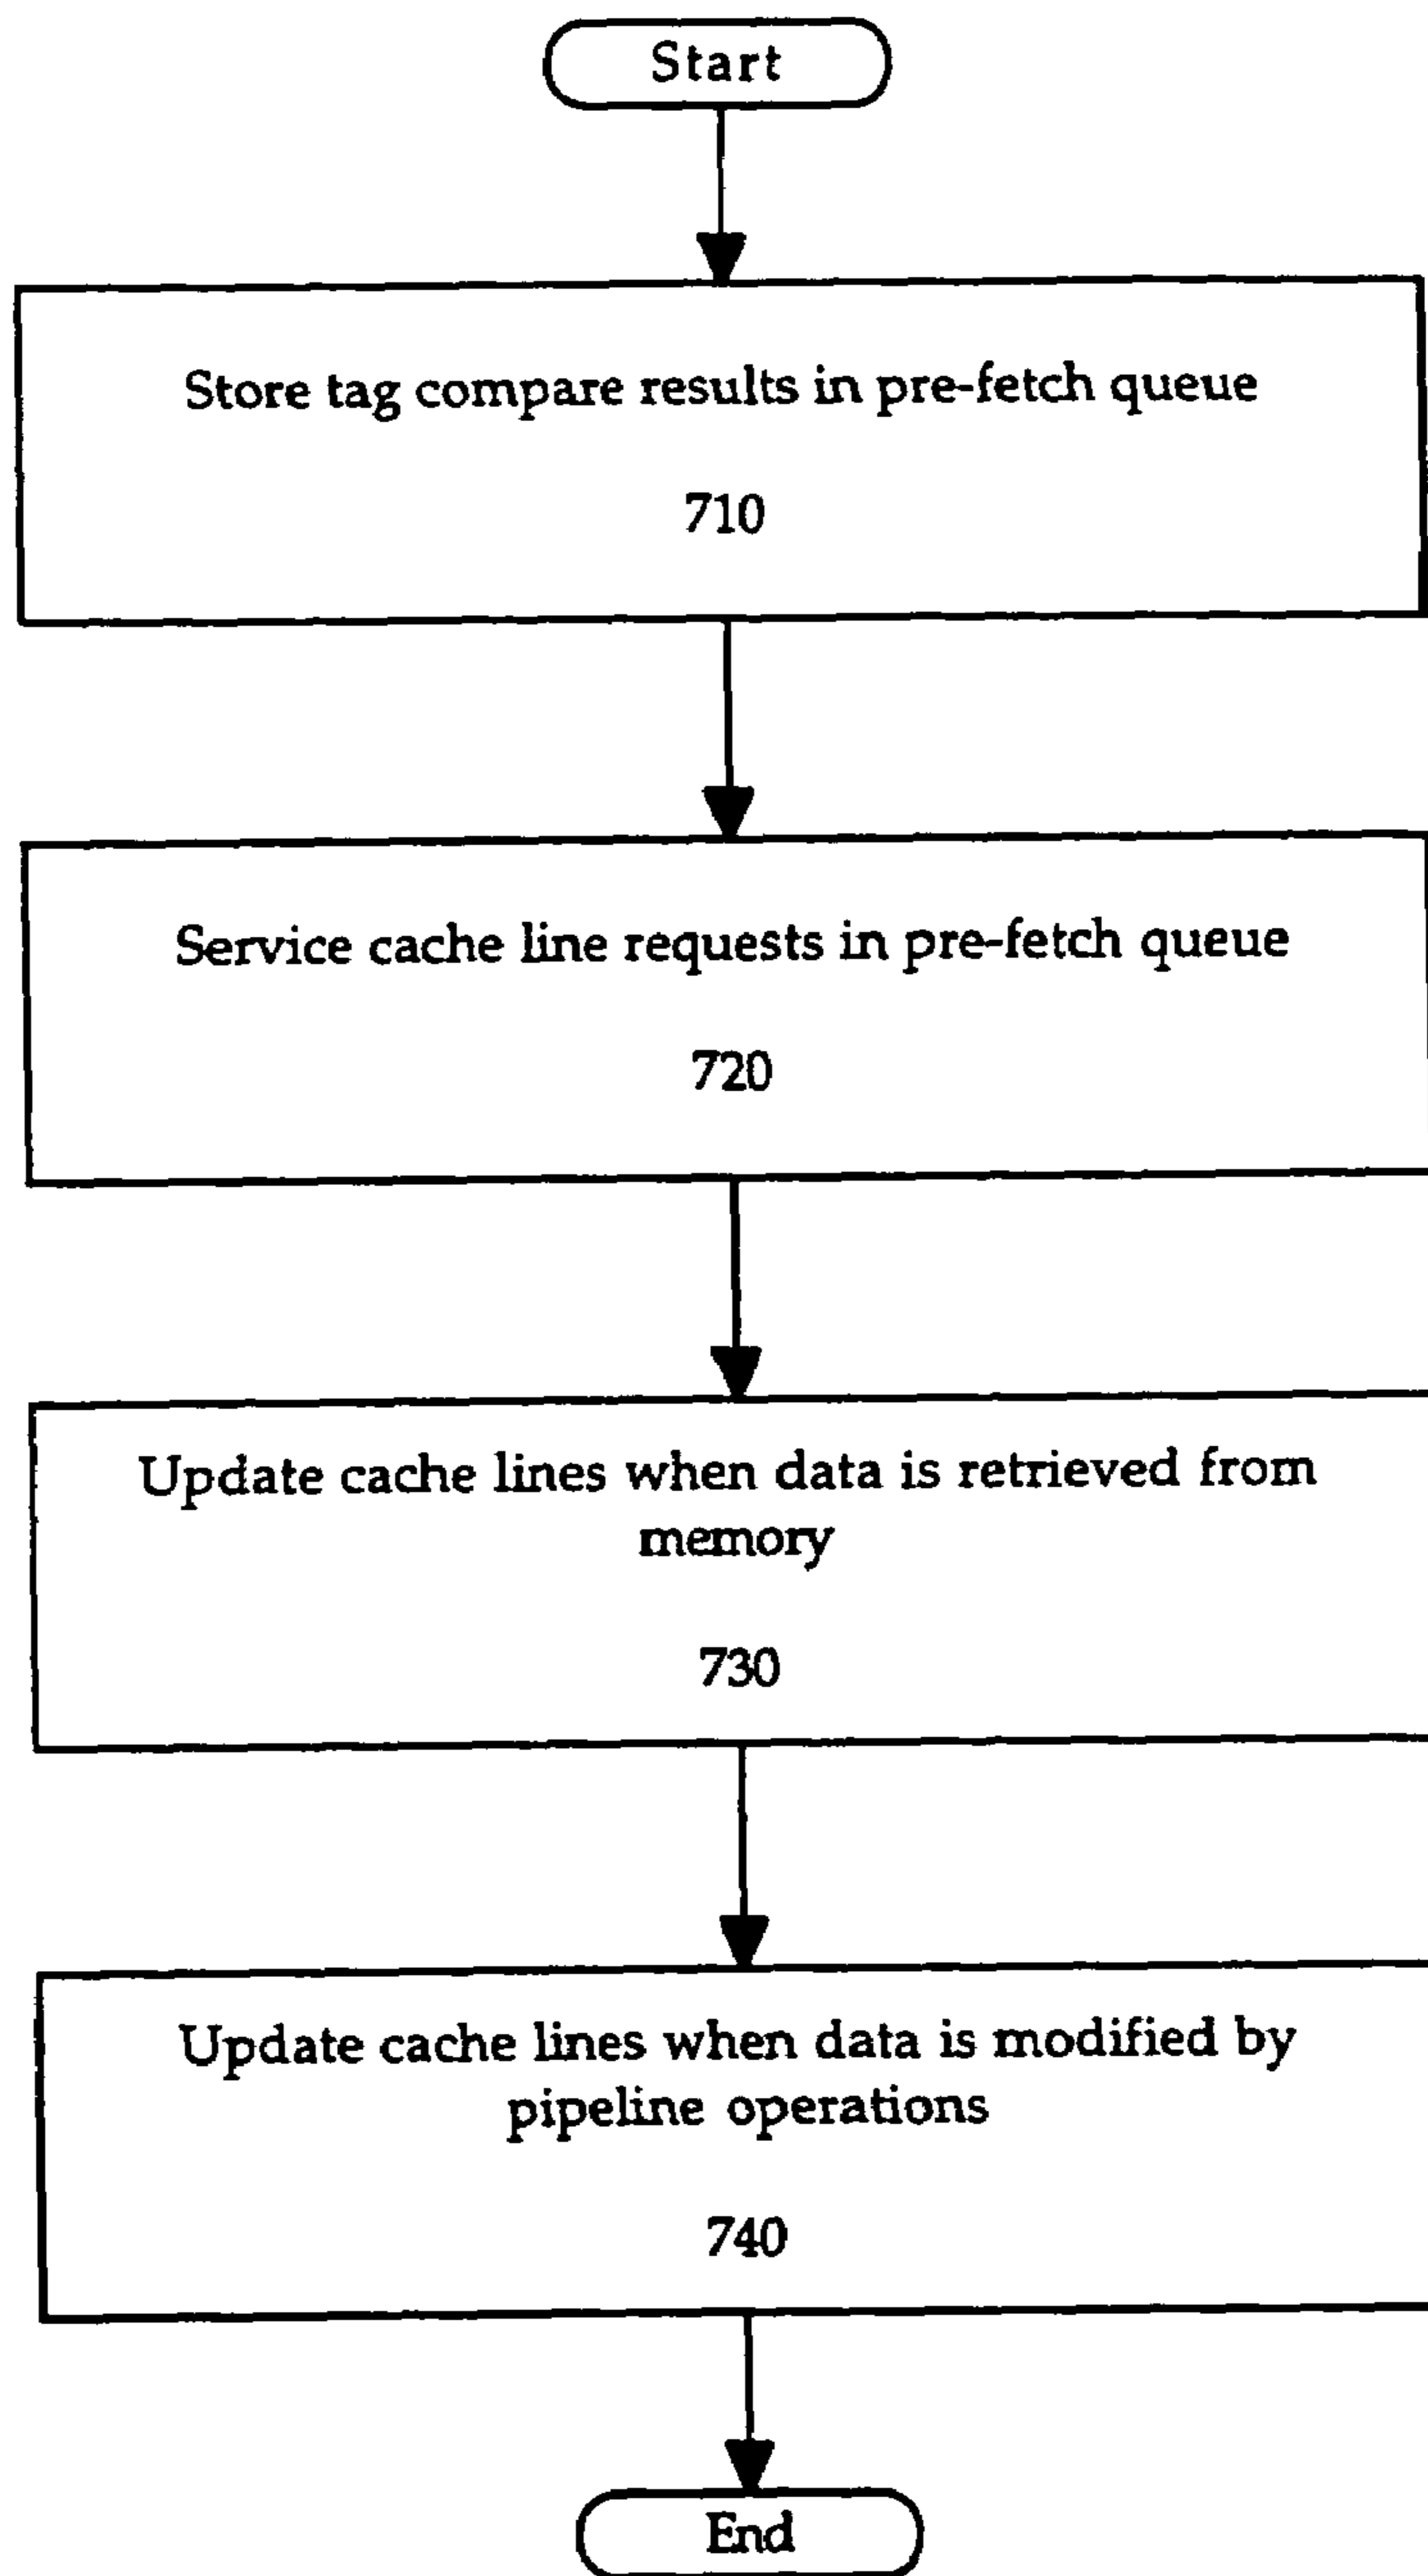 Start
Store tag compare results in pre-fetch queue
710
Service cache line requests in pre-fetch queue
720
Update cache lines when data is retrieved from
memory
730
Update cache lines when data is modified by
pipeline operations
740
End